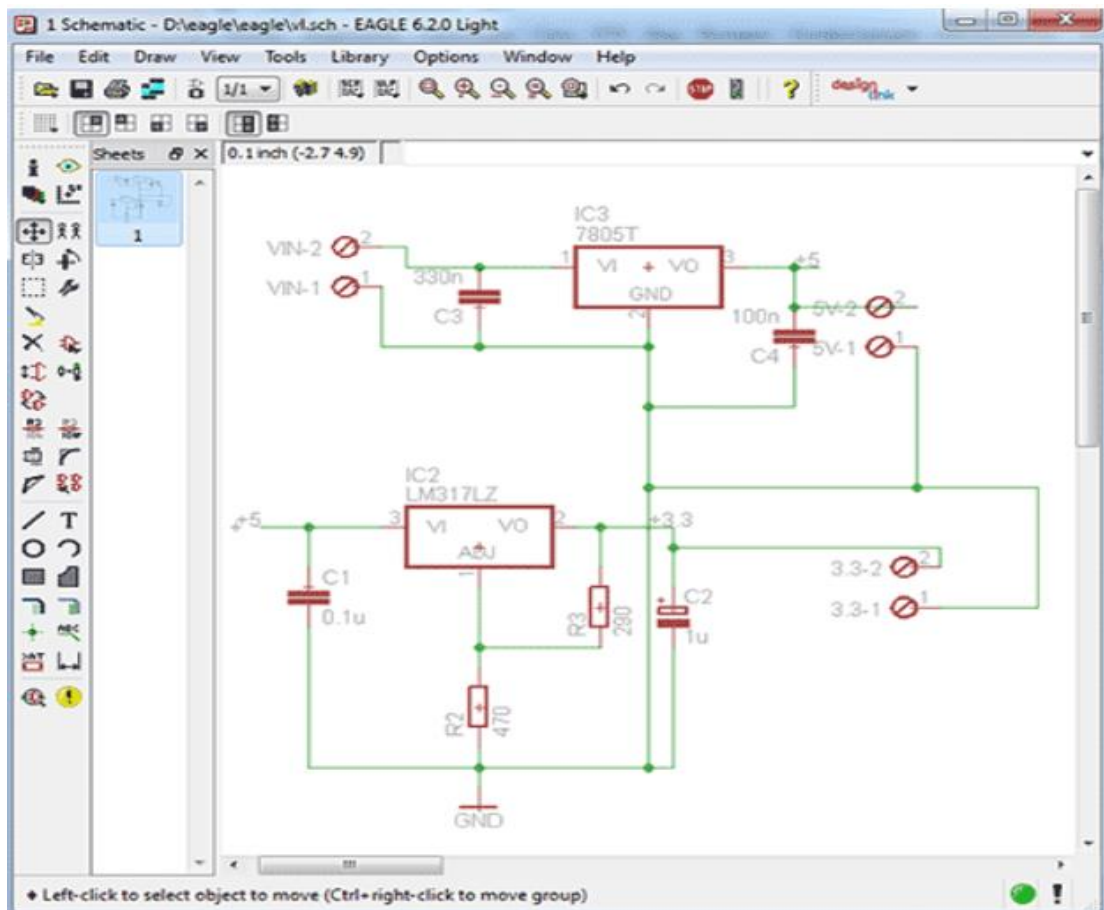 1 Schematic - D:\eagle\eagle\vl.sch - EAGLE 6.2.0 Light
File Edit Draw View Tools Library Options Window Help
1/1
STOP
design link
Sheets
0.1 inch (-2.7 4.9)
1
IC3
7805T
VIN-2
2
VIN-1
1
330n
C3
1
VI
VO
3
GND
2
+5
100n
C4
5V-2
2
5V-1
1
IC2
LM317LZ
+5
3
VI
VO
2
ADJ
1
+3.3
C1
0.1u
R3
290
C2
1u
3.3-2
2
3.3-1
1
R2
470
GND
Left-click to select object to move (Ctrl+right-click to move group)